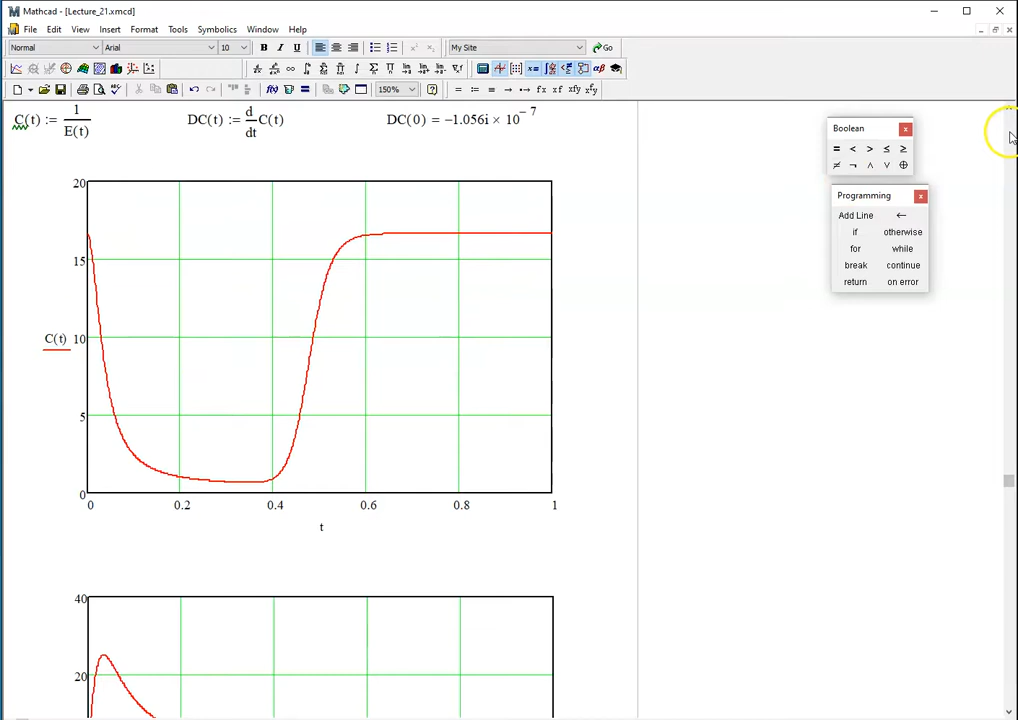 Mathcad - [Lecture_21.xmcd]
File Edit View Insert Format Tools Symbolics Window Help
Normal Arial 10 B I U My Site Go
150%
C(t) := 1/E(t) DC(t) := d/dt C(t) DC(0) = −1.056i × 10^−7
Boolean
= < > ≤ ≥
≠ ¬ ∧ ∨ ⊕
Programming
Add Line ←
if otherwise
for while
break continue
return on error
20
15
C(t) 10
5
0
0 0.2 0.4 0.6 0.8 1
t
40
20